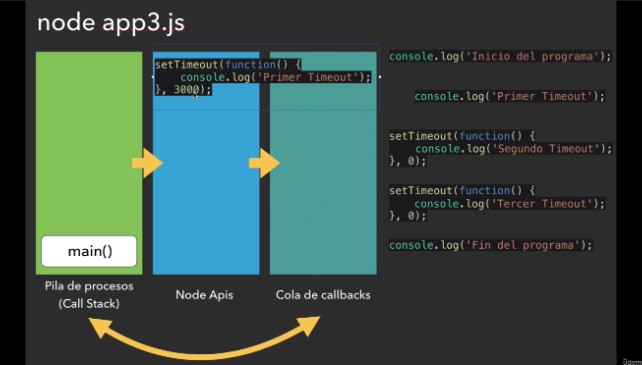 node app3.js
setTimeout(function() {
console.log('Primer Timeout');
}, 3000);
console.log('Inicio del programa');
console.log('Primer Timeout');
setTimeout(function() {
console.log('Segundo Timeout');
}, 0);
setTimeout(function() {
console.log('Tercer Timeout');
}, 0);
console.log('Fin del programa');
main()
Pila de procesos
(Call Stack)
Node Apis
Cola de callbacks